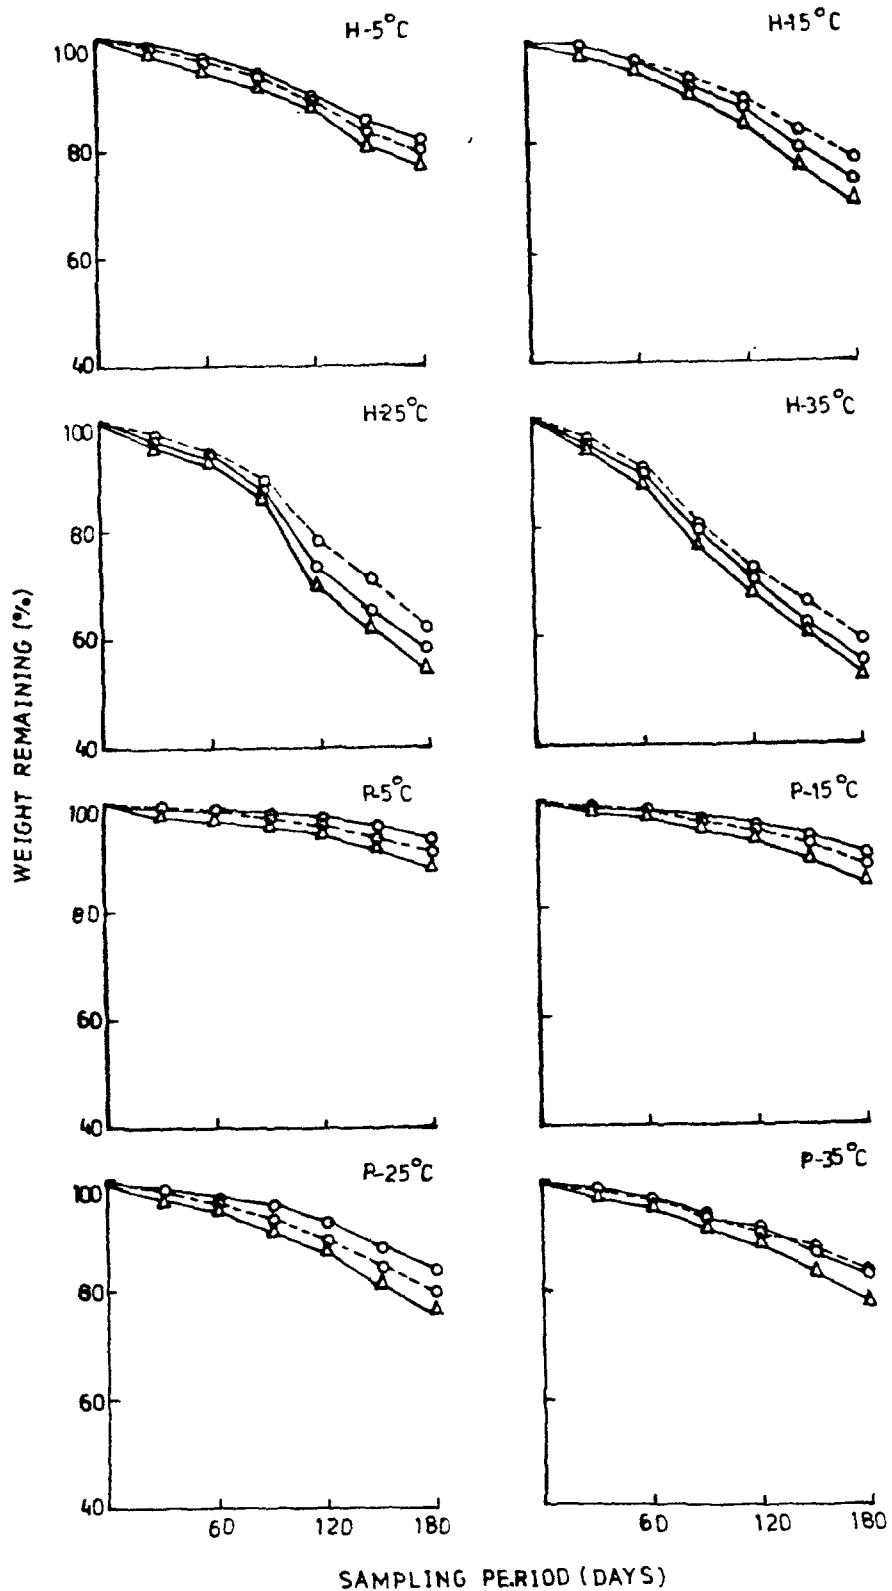 H-5°C
H-15°C
100
80
60
40
H-25°C
H-35°C
100
80
60
40
WEIGHT REMAINING (%)
P-5°C
P-15°C
100
80
60
40
P-25°C
P-35°C
100
80
60
40
60 120 180
60 120 180
SAMPLING PERIOD (DAYS)